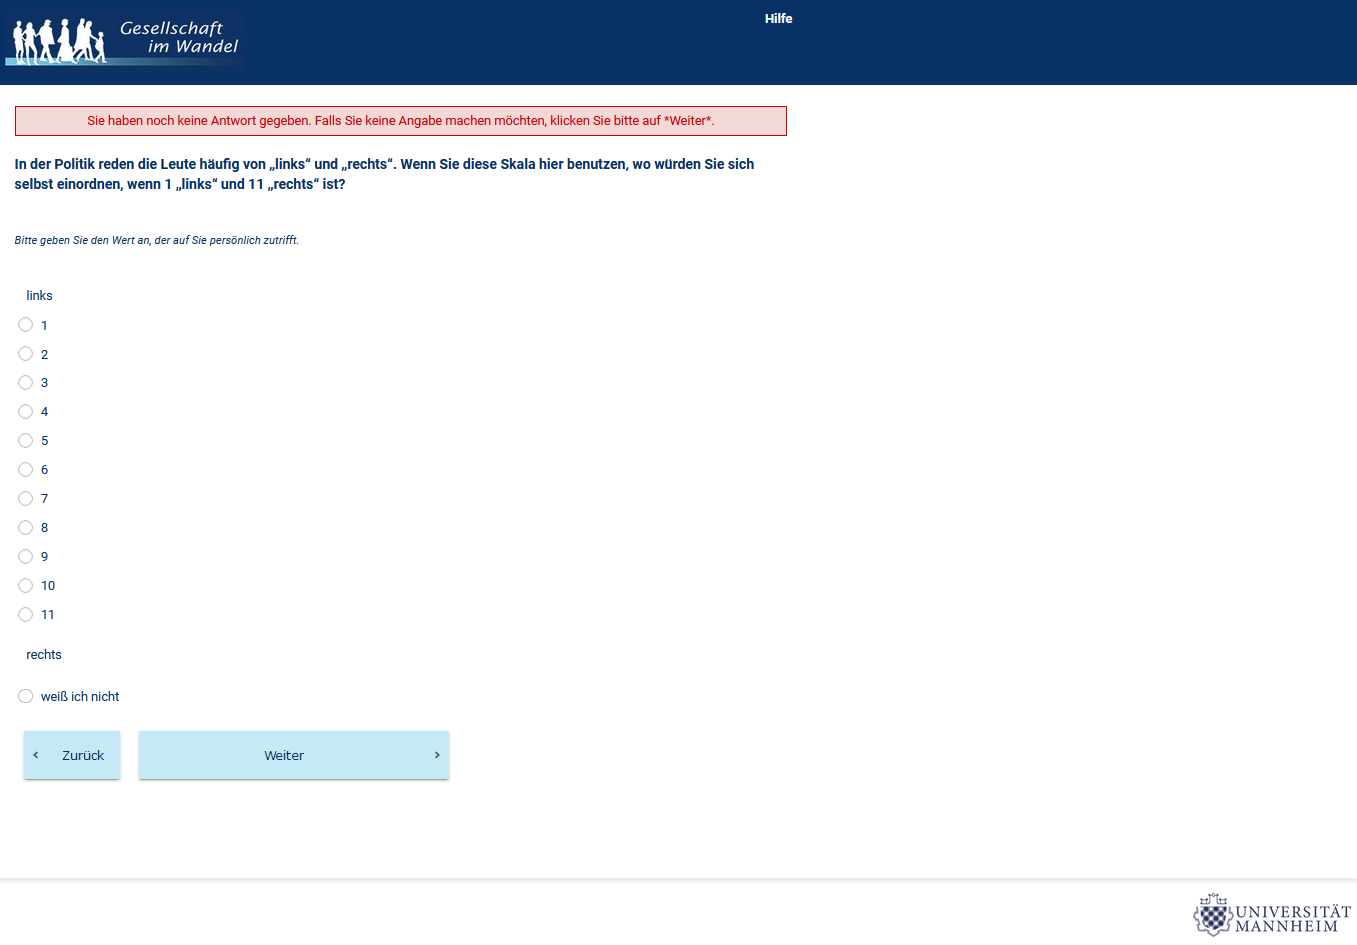 Gesellschaft
im Wandel
Hilfe
Sie haben noch keine Antwort gegeben. Falls Sie keine Angabe machen möchten, klicken Sie bitte auf *Weiter*.
In der Politik reden die Leute häufig von „links“ und „rechts“. Wenn Sie diese Skala hier benutzen, wo würden Sie sich
selbst einordnen, wenn 1 „links“ und 11 „rechts“ ist?
Bitte geben Sie den Wert an, der auf Sie persönlich zutrifft.
links
1
2
3
4
5
6
7
8
9
10
11
rechts
weiß ich nicht
Zurück
Weiter
UNIVERSITÄT
MANNHEIM